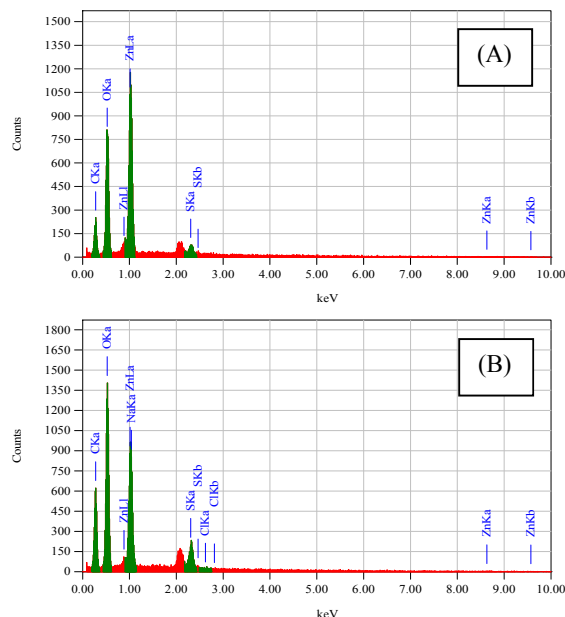 (A)
1500
1350
1200
1050
900
750
600
450
300
150
0
Counts
CKa
OKa
ZnLl
ZnLa
SKa
SKb
ZnKa
ZnKb
0.00 1.00 2.00 3.00 4.00 5.00 6.00 7.00 8.00 9.00 10.00
keV
(B)
1800
1650
1500
1350
1200
1050
900
750
600
450
300
150
0
Counts
CKa
OKa
ZnLl
NaKa ZnLa
SKa
SKb
ClKa
ClKb
ZnKa
ZnKb
0.00 1.00 2.00 3.00 4.00 5.00 6.00 7.00 8.00 9.00 10.00
keV